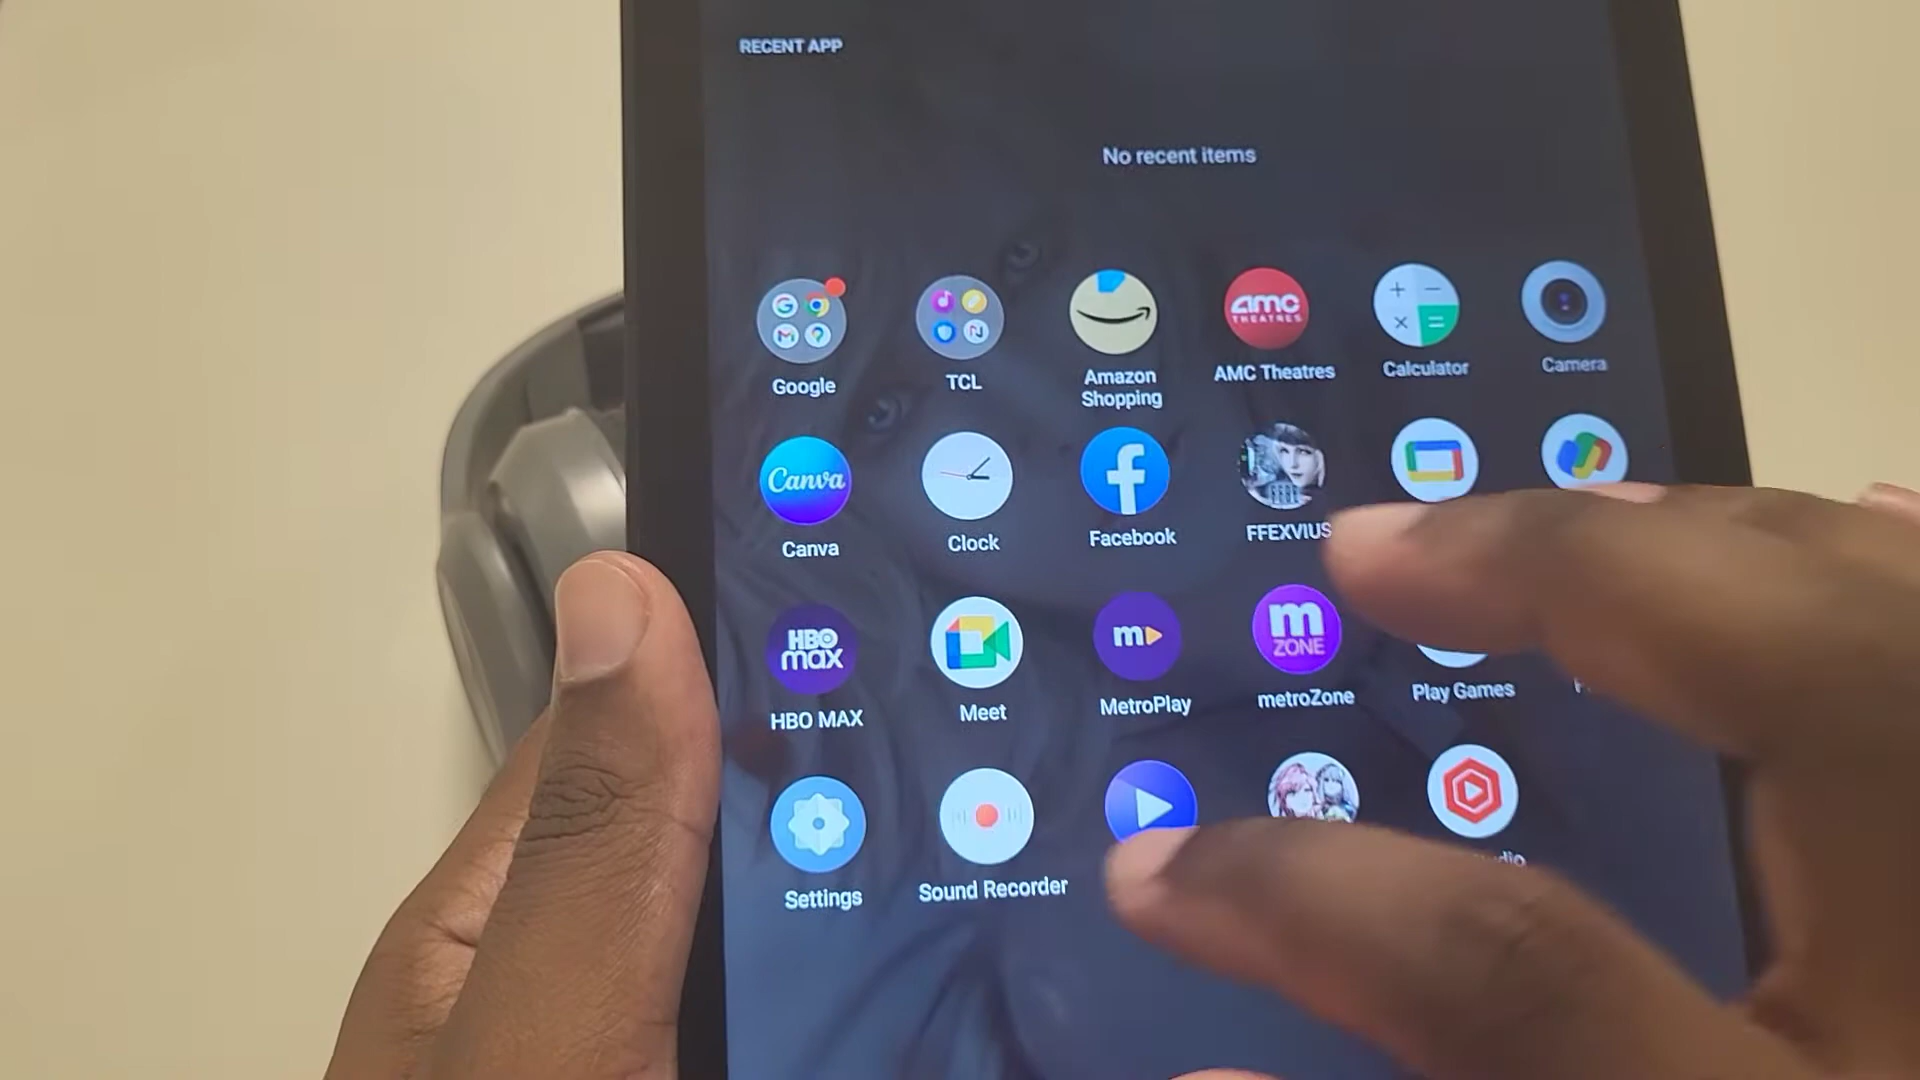 RECENT APP
No recent items
Google
TCL
Amazon
Shopping
amc
THEATRES
AMC Theatres
Calculator
Camera
Canva
Canva
Clock
Facebook
FFEXVIUS
HBO
max
HBO MAX
Meet
m
MetroPlay
m
ZONE
metroZone
Play Games
Settings
Sound Recorder